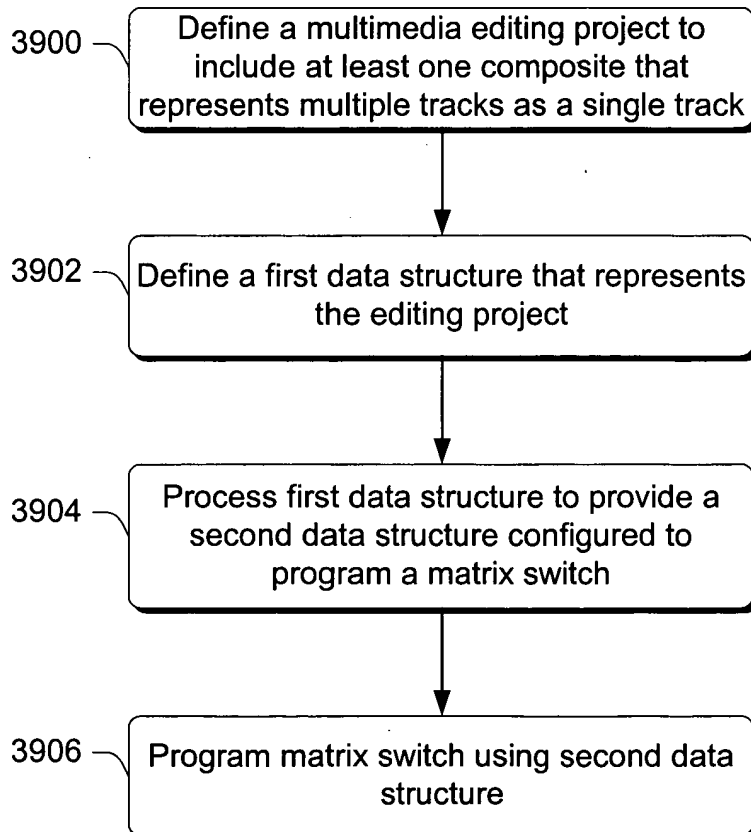 3900
Define a multimedia editing project to
include at least one composite that
represents multiple tracks as a single track
3902
Define a first data structure that represents
the editing project
3904
Process first data structure to provide a
second data structure configured to
program a matrix switch
3906
Program matrix switch using second data
structure